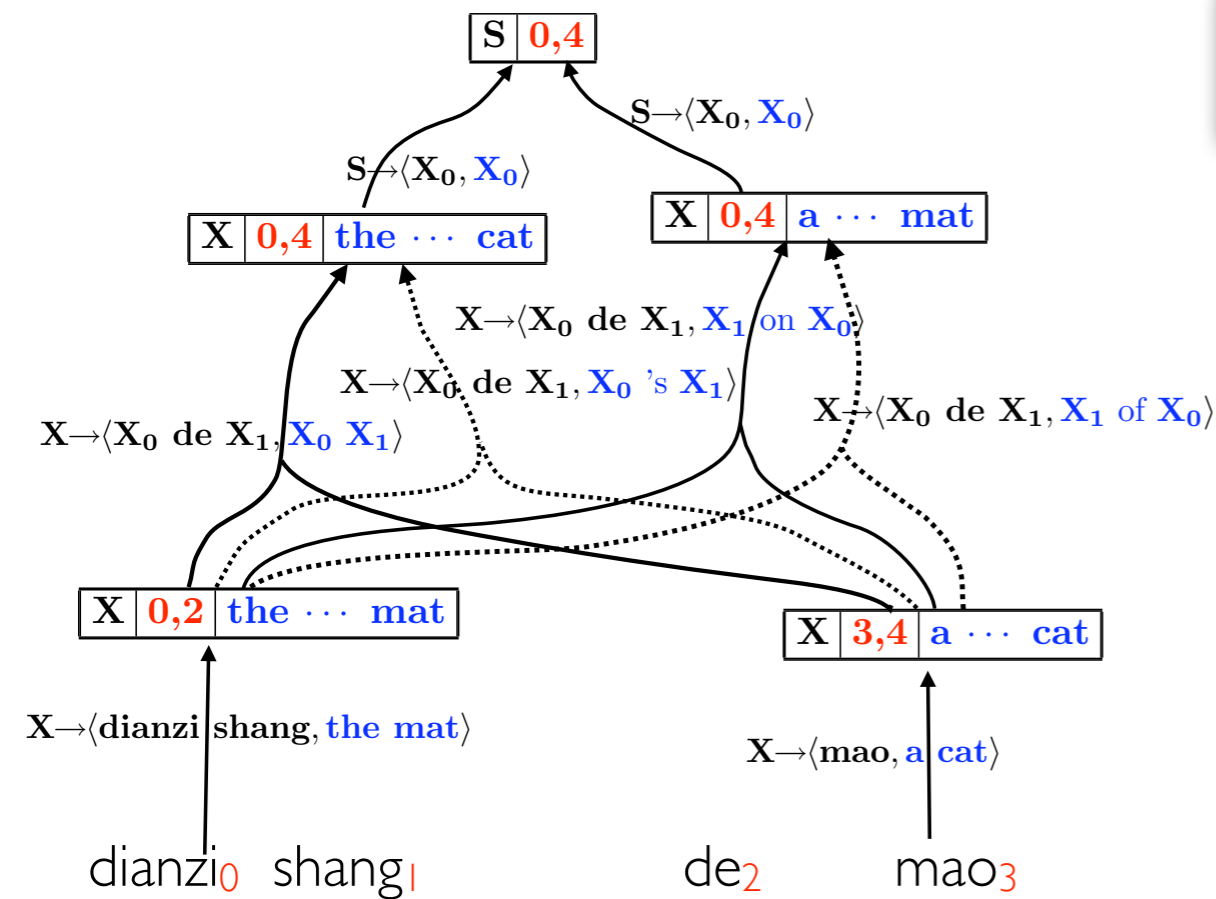 S 0,4
S→⟨X₀, X₀⟩
S→⟨X₀, X₀⟩
X 0,4 the ··· cat
X 0,4 a ··· mat
X→⟨X₀ de X₁, X₁ on X₀⟩
X→⟨X₀ de X₁, X₀ 's X₁⟩
X→⟨X₀ de X₁, X₁ of X₀⟩
X→⟨X₀ de X₁, X₀ X₁⟩
X 0,2 the ··· mat
X 3,4 a ··· cat
X→⟨dianzi shang, the mat⟩
X→⟨mao, a cat⟩
dianzi₀ shang₁ de₂ mao₃